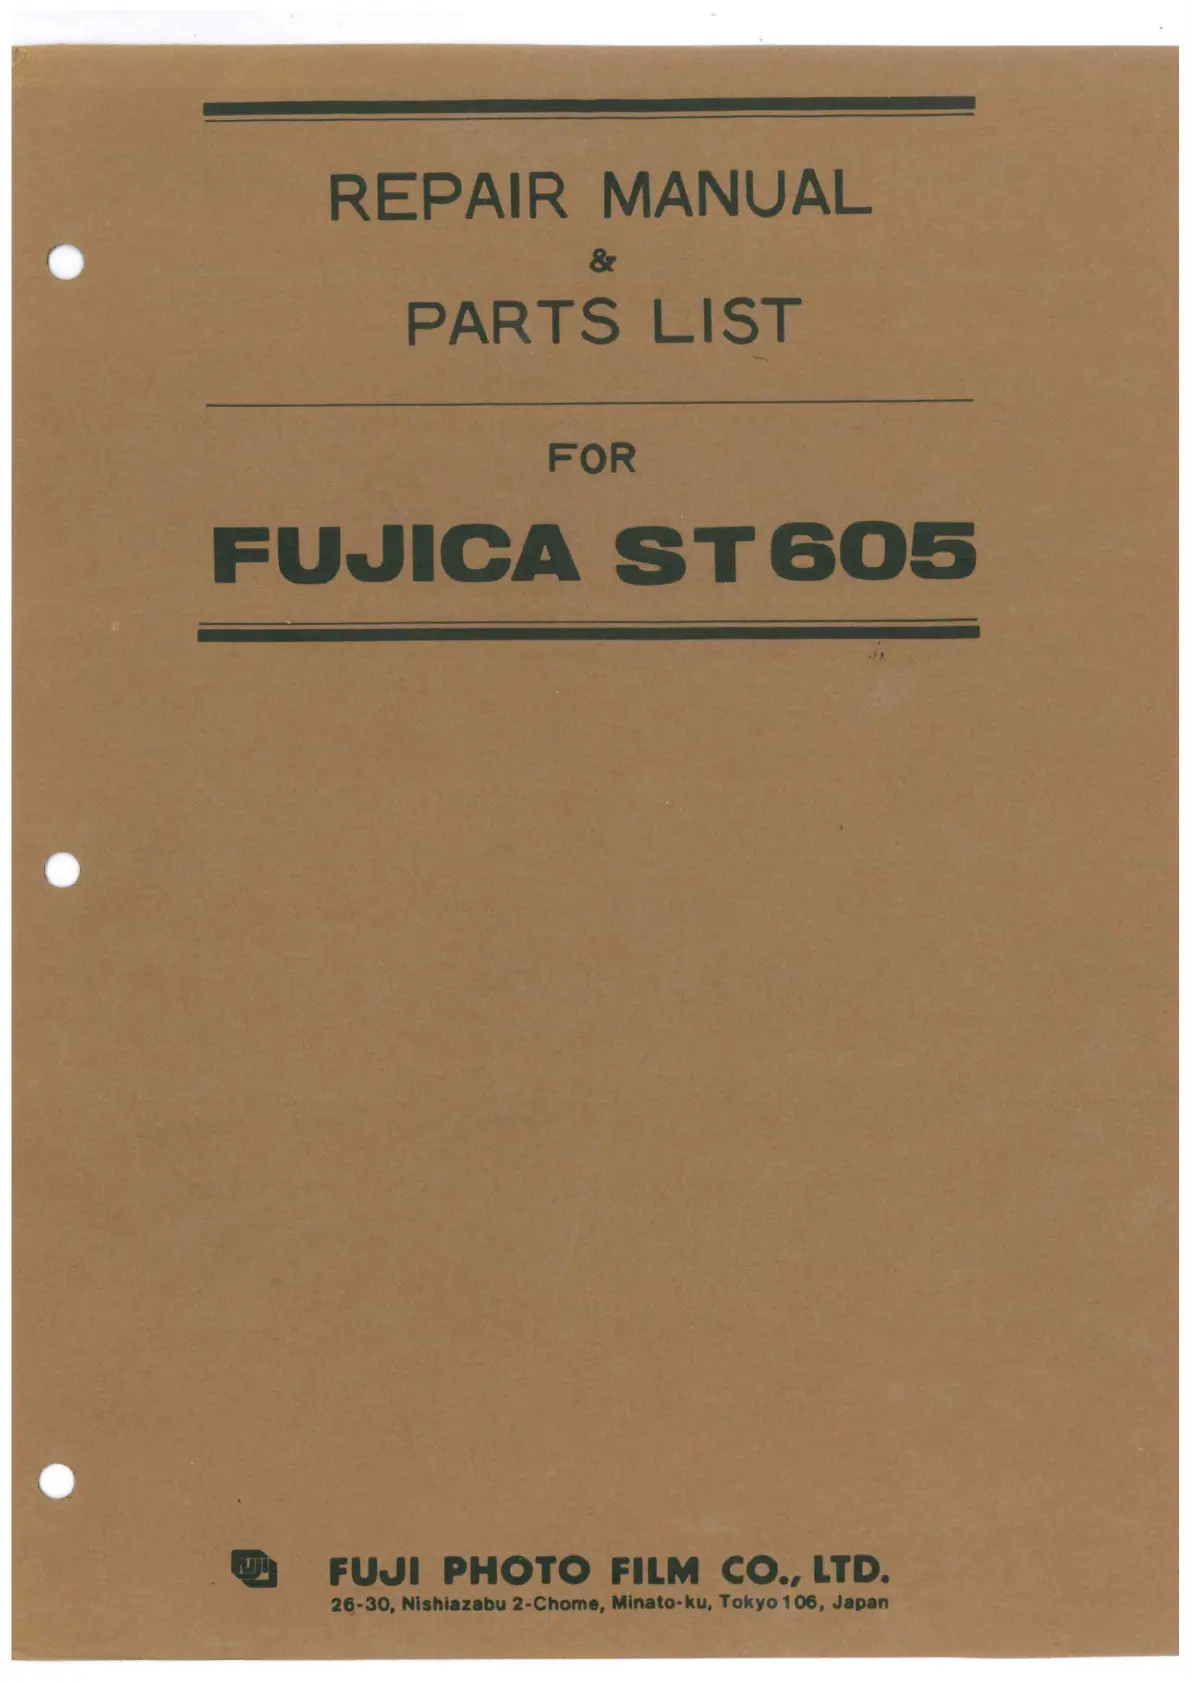 REPAIR MANUAL
&
PARTS LIST
FOR
FUJICA ST605
FUJI
FUJI PHOTO FILM CO., LTD.
26-30, Nishiazabu 2-Chome, Minato-ku, Tokyo 106, Japan